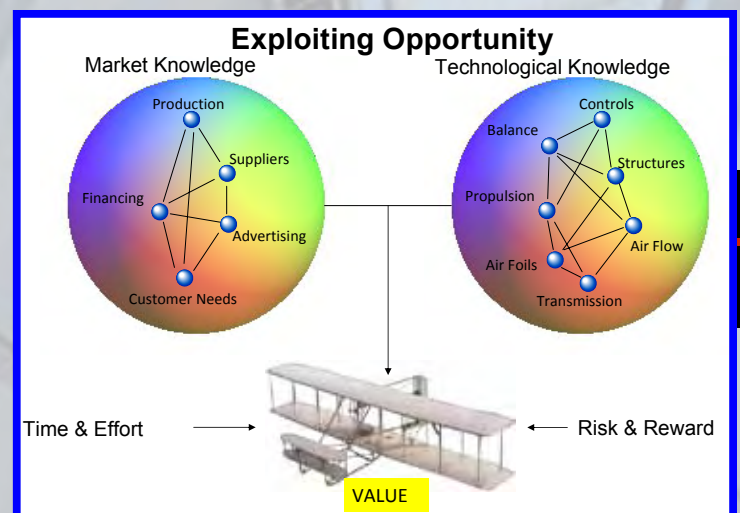 Exploiting Opportunity
Market Knowledge
Technological Knowledge
Production
Suppliers
Financing
Advertising
Customer Needs
Controls
Balance
Structures
Propulsion
Air Flow
Air Foils
Transmission
Time & Effort
Risk & Reward
VALUE